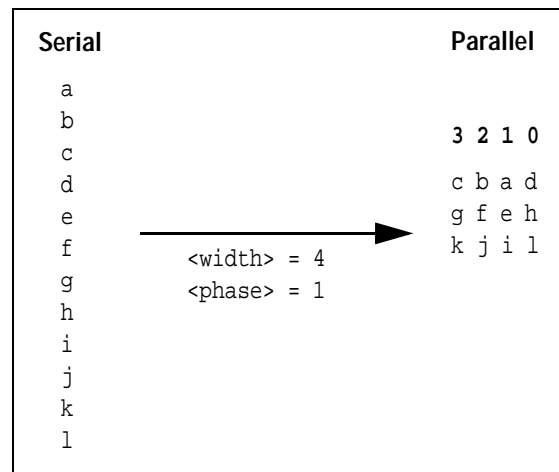 Serial
a
b
c
d
e
f
g
h
i
j
k
l
<width> = 4
<phase> = 1
Parallel
3 2 1 0
c b a d
g f e h
k j i l